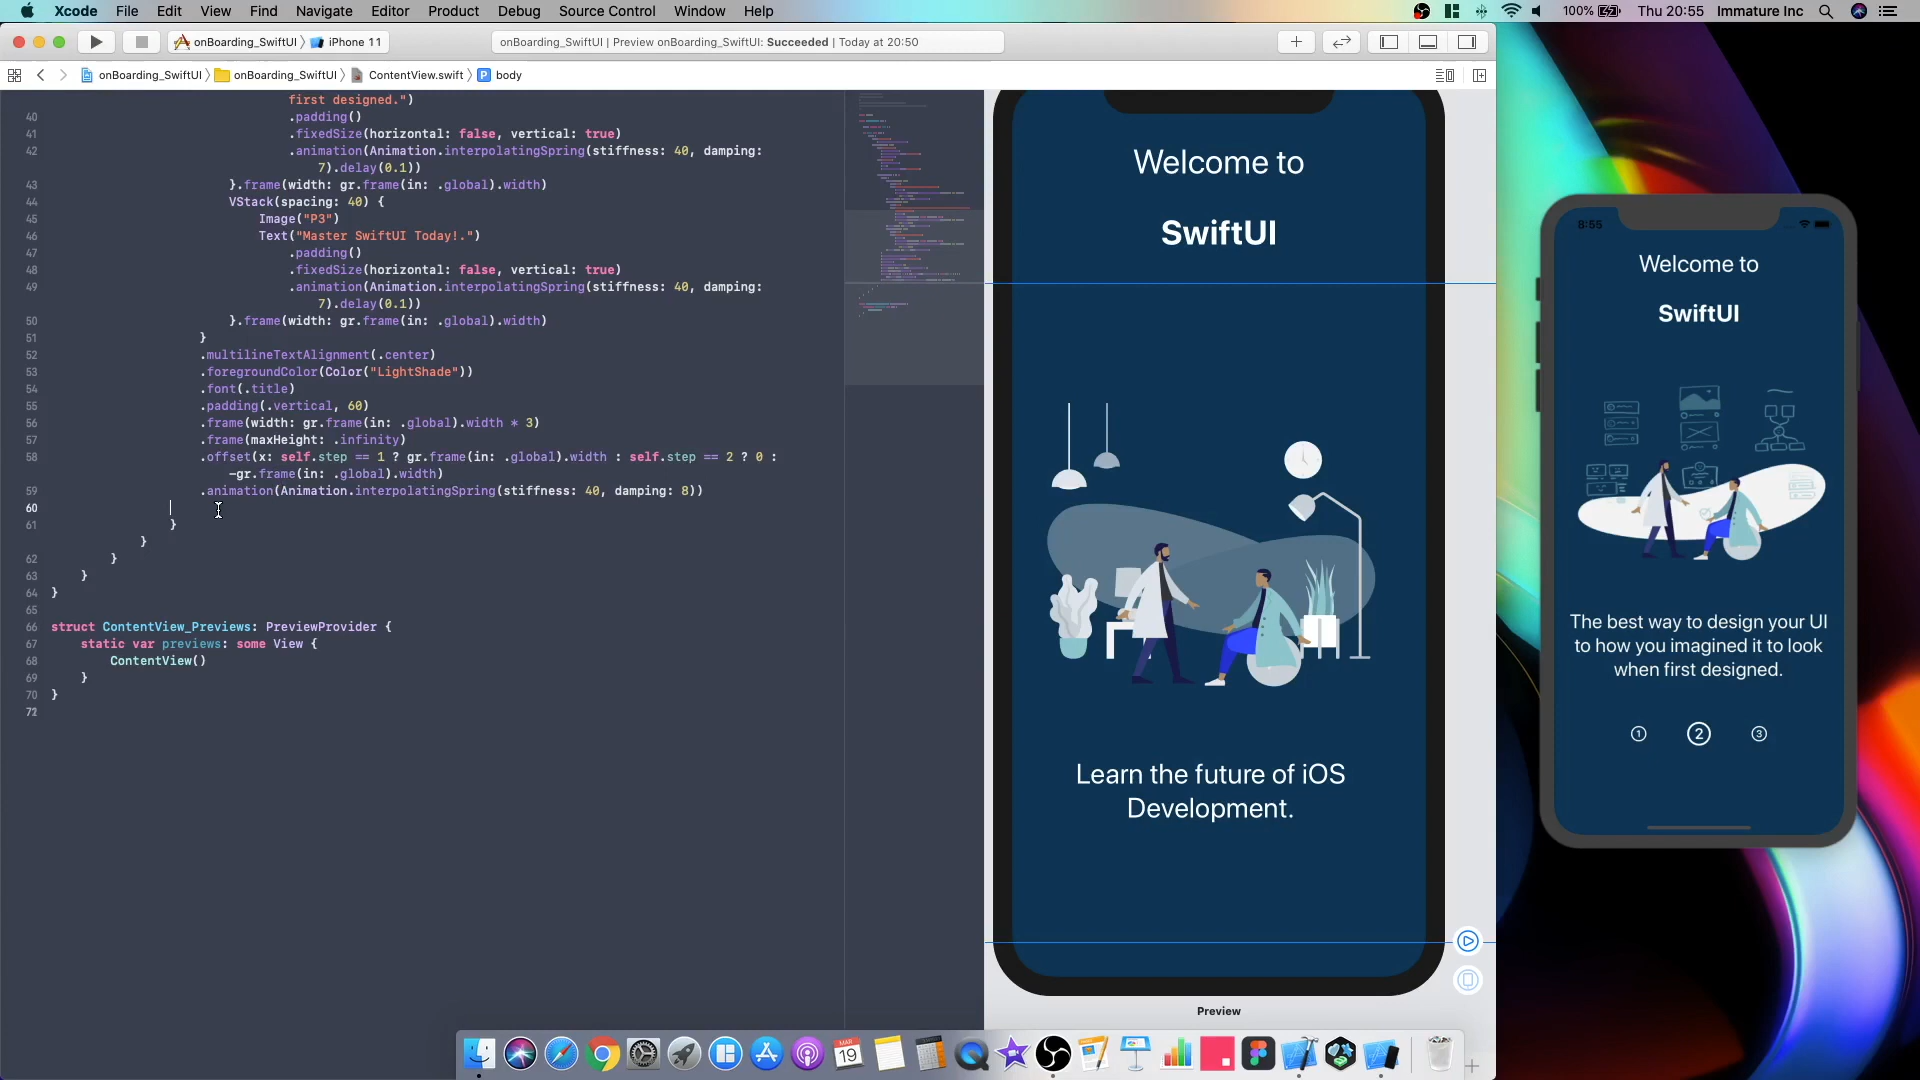 Xcode File Edit View Find Navigate Editor Product Debug Source Control Window Help 100% Thu 20:55 Immature Inc
onBoarding_SwiftUI iPhone 11 onBoarding_SwiftUI | Preview onBoarding_SwiftUI: Succeeded | Today at 20:50
onBoarding_SwiftUI onBoarding_SwiftUI ContentView.swift P body
first designed.")
40 .padding()
41 .fixedSize(horizontal: false, vertical: true)
42 .animation(Animation.interpolatingSpring(stiffness: 40, damping:
7).delay(0.1))
43 }.frame(width: gr.frame(in: .global).width)
44 VStack(spacing: 40) {
45 Image("P3")
46 Text("Master SwiftUI Today!.")
47 .padding()
48 .fixedSize(horizontal: false, vertical: true)
49 .animation(Animation.interpolatingSpring(stiffness: 40, damping:
7).delay(0.1))
50 }.frame(width: gr.frame(in: .global).width)
51 }
52 .multilineTextAlignment(.center)
53 .foregroundColor(Color("LightShade"))
54 .font(.title)
55 .padding(.vertical, 60)
56 .frame(width: gr.frame(in: .global).width * 3)
57 .frame(maxHeight: .infinity)
58 .offset(x: self.step == 1 ? gr.frame(in: .global).width : self.step == 2 ? 0 :
-gr.frame(in: .global).width)
59 .animation(Animation.interpolatingSpring(stiffness: 40, damping: 8))
60
61 }
}
62 }
63 }
64 }
65
66 struct ContentView_Previews: PreviewProvider {
67 static var previews: some View {
68 ContentView()
69 }
70 }
Welcome to
SwiftUI
Learn the future of iOS
Development.
Preview
8:55
Welcome to
SwiftUI
The best way to design your UI
to how you imagined it to look
when first designed.
1 2 3
MAR
19